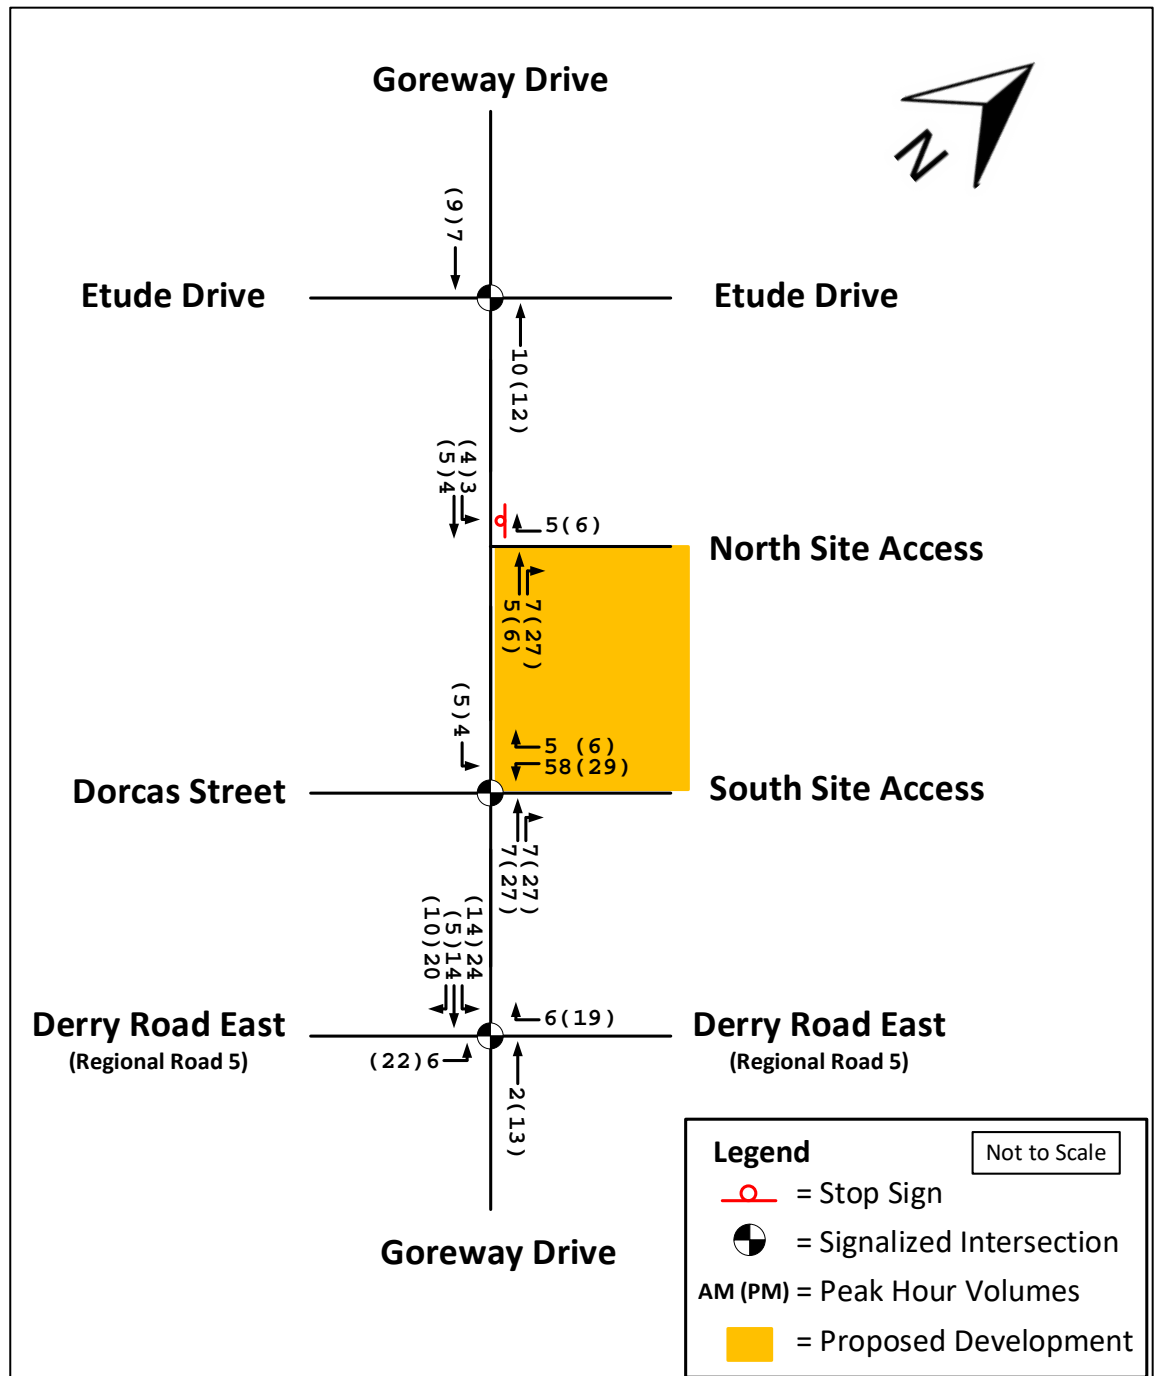 Goreway Drive
N
(9)7
Etude Drive
Etude Drive
10(12)
(4)3
(5)4
5(6)
North Site Access
7(27)
5(6)
(5)4
5 (6)
58(29)
Dorcas Street
South Site Access
7(27)
7(27)
(14)24
(5)14
(10)20
6(19)
Derry Road East
(Regional Road 5)
Derry Road East
(Regional Road 5)
(22)6
2(13)
Goreway Drive
Legend
Not to Scale
= Stop Sign
= Signalized Intersection
AM (PM) = Peak Hour Volumes
= Proposed Development